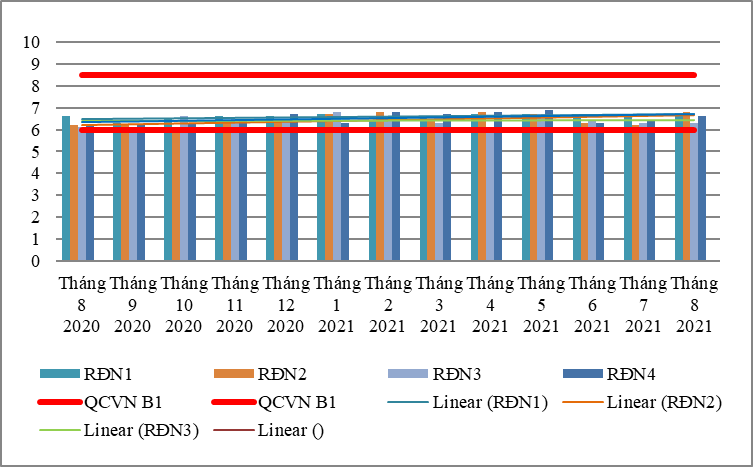 10
9
8
7
6
5
4
3
2
1
0
Tháng Tháng Tháng Tháng Tháng Tháng Tháng Tháng Tháng Tháng Tháng Tháng Tháng
8 9 10 11 12 1 2 3 4 5 6 7 8
2020 2020 2020 2020 2020 2021 2021 2021 2021 2021 2021 2021 2021
RĐN1 RĐN2 RĐN3 RĐN4
QCVN B1 QCVN B1 Linear (RĐN1) Linear (RĐN2)
Linear (RĐN3) Linear ()